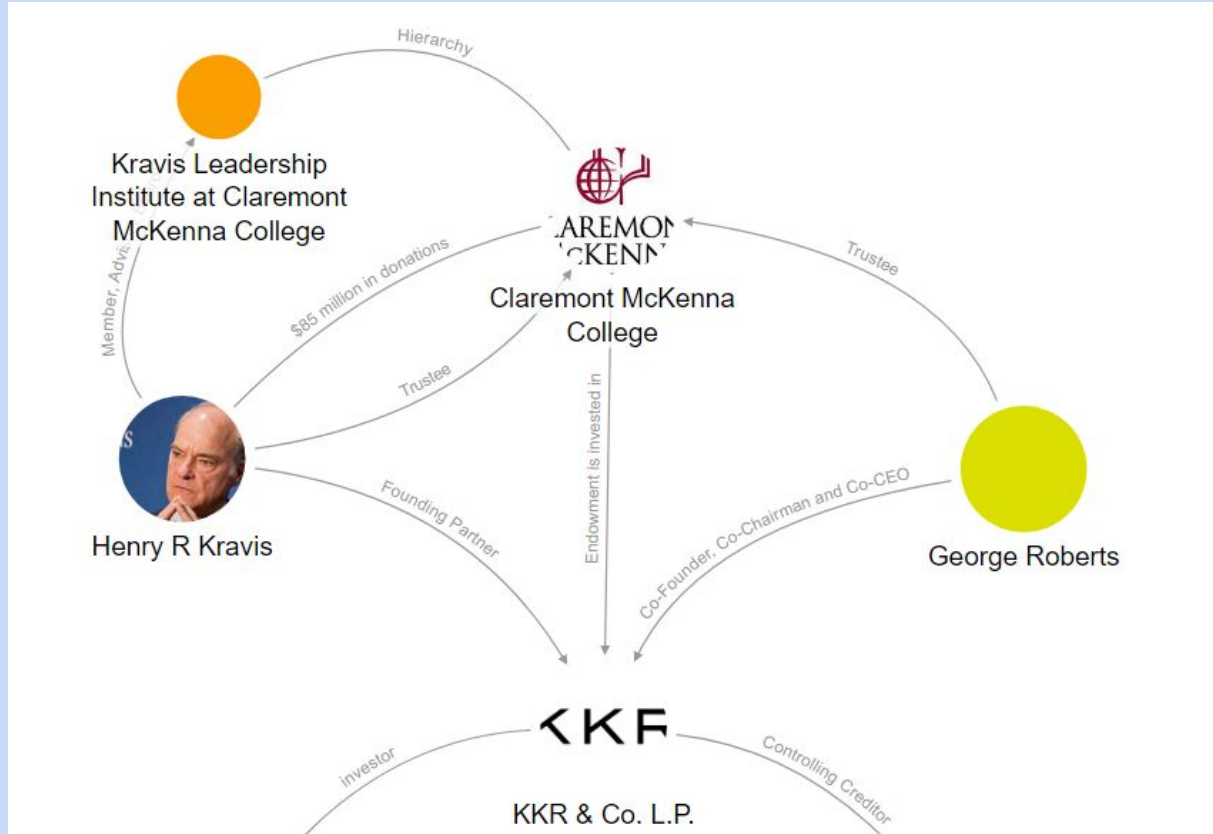 Hierarchy
Kravis Leadership
Institute at Claremont
McKenna College
AREMON
CKENN
Claremont McKenna
College
Trustee
$85 million in donations
Member, Advis
Trustee
Endowment is invested in
Founding Partner
Co-Founder, Co-Chairman and Co-CEO
Henry R Kravis
George Roberts
KKR
investor
Controlling Creditor
KKR & Co. L.P.